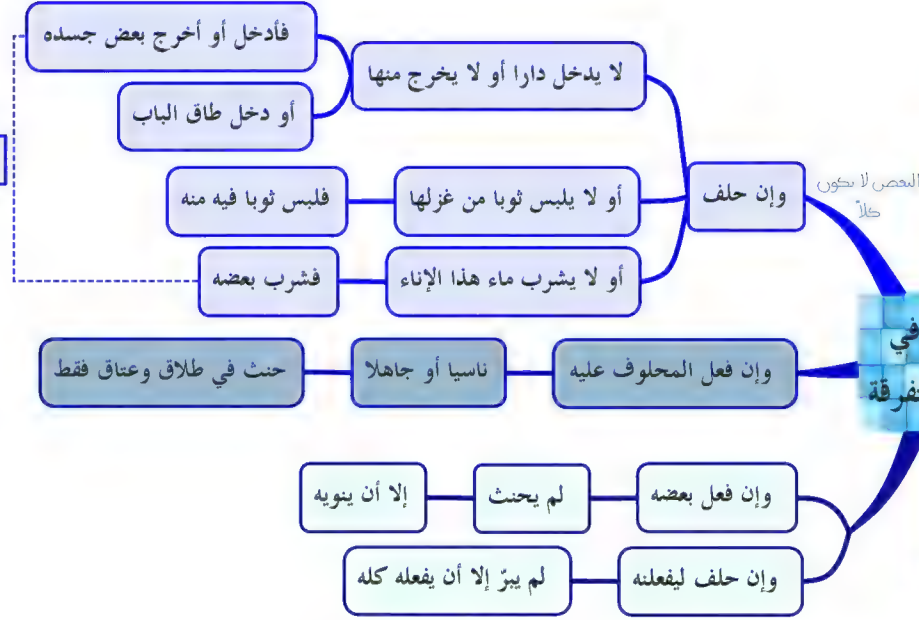 في
وإن حلف
لا يدخل دارا أو لا يخرج منها
فأدخل أو أخرج بعض جسده
أو دخل طاق الباب
أو لا يلبس ثوبا من غزلها
فلبس ثوبا فيه منه
أو لا يشرب ماء هذا الإناء
فشرب بعضه
البعض لا يكون
كلاً
وإن فعل المحلوف عليه
ناسيا أو جاهلا
حنث في طلاق وعتاق فقط
وإن فعل بعضه
لم يحنث
إلا أن ينويه
وإن حلف ليفعلنه
لم يبرّ إلا أن يفعله كله